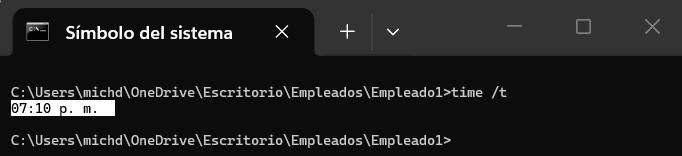 Símbolo del sistema
C:\Users\michd\OneDrive\Escritorio\Empleados\Empleado1>time /t
07:10 p. m.
C:\Users\michd\OneDrive\Escritorio\Empleados\Empleado1>